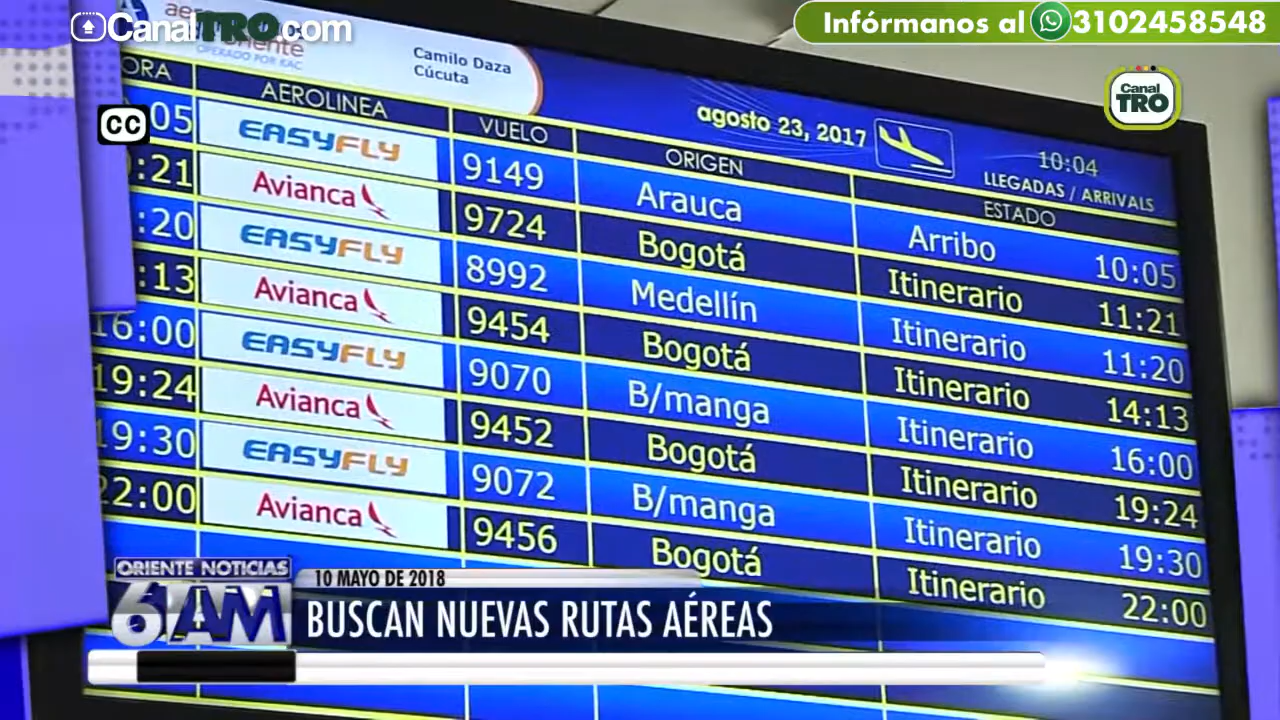 CanalTRO.com
Infórmanos al 3102458548
Canal
TRO
CC
OPERADO POR
Camilo Daza
Cúcuta
agosto 23, 2017
10:04
LLEGADAS / ARRIVALS
AEROLINEA VUELO ORIGEN ESTADO
:05 EASYFLY 9149 Arauca Arribo 10:05
:21 Avianca 9724 Bogotá Itinerario 11:21
:20 EASYFLY 8992 Medellín Itinerario 11:20
:13 Avianca 9454 Bogotá Itinerario 14:13
16:00 EASYFLY 9070 B/manga Itinerario 16:00
19:24 Avianca 9452 Bogotá Itinerario 19:24
19:30 EASYFLY 9072 B/manga Itinerario 19:30
22:00 Avianca 9456 Bogotá Itinerario 22:00
ORIENTE NOTICIAS
6AM
10 MAYO DE 2018
BUSCAN NUEVAS RUTAS AÉREAS